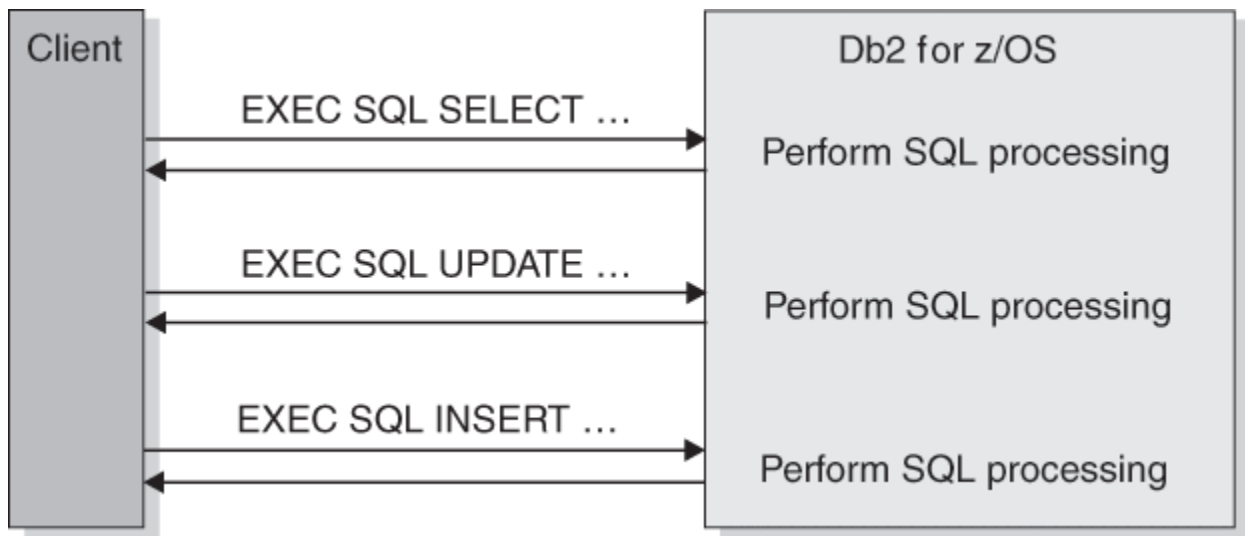 Client
Db2 for z/OS
EXEC SQL SELECT …
Perform SQL processing
EXEC SQL UPDATE …
Perform SQL processing
EXEC SQL INSERT …
Perform SQL processing